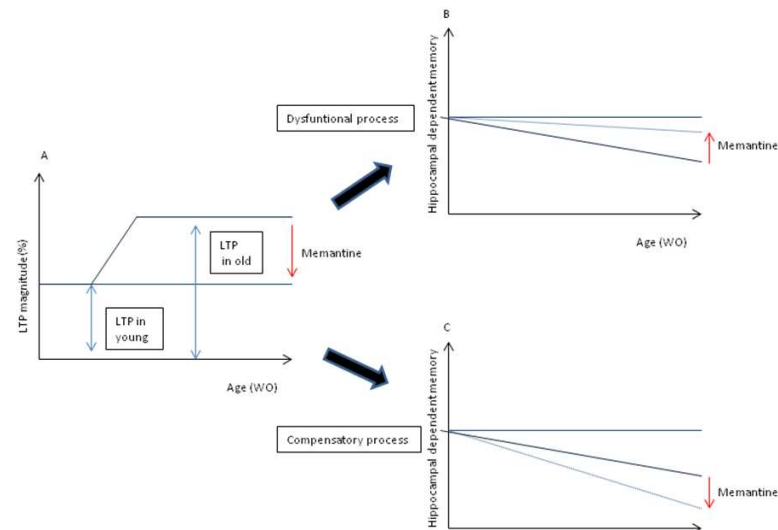 A
LTP magnitude (%)
LTP in
young
LTP
in old
Memantine
Age (WO)
Dysfuntional process
Compensatory process
B
Hippocampal dependent memory
Memantine
Age (WO)
C
Hippocampal dependent memory
Memantine